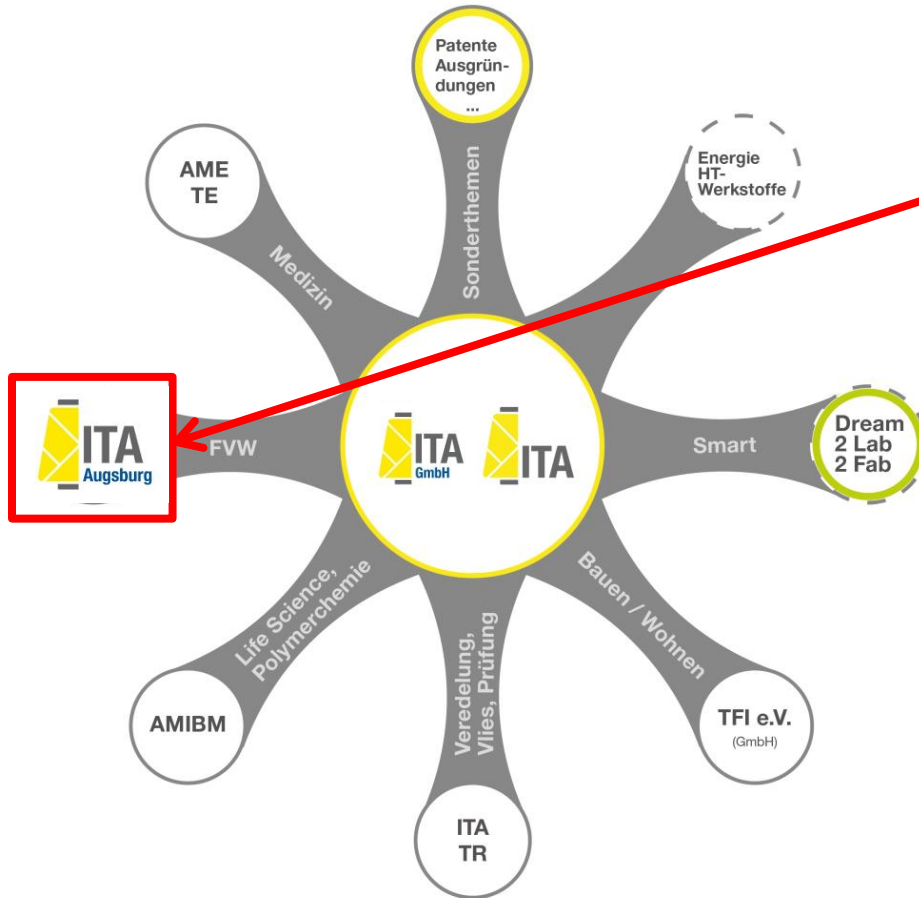 Patente
Ausgrün-
dungen
...
Sonderthemen
Energie
HT-
Werkstoffe
AME
TE
Medizin
ITA
Augsburg
FVW
ITA
GmbH
ITA
Smart
Dream
2 Lab
2 Fab
Life Science,
Polymerchemie
Veredelung,
Vlies, Prüfung
Bauen / Wohnen
AMIBM
TFI e.V.
(GmbH)
ITA
TR